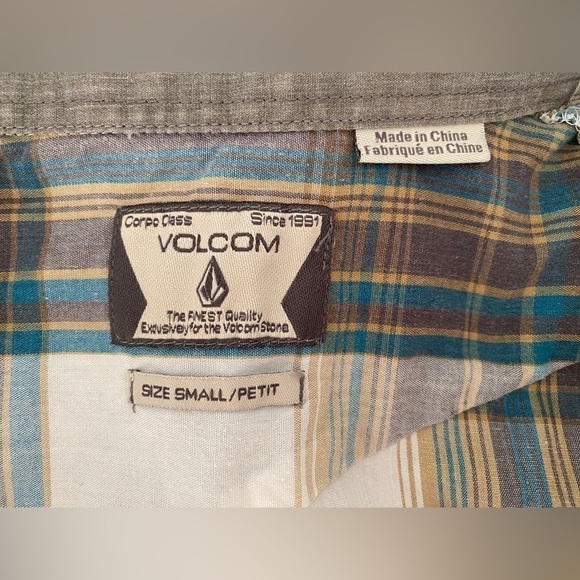 Made in China
Fabriqué en Chine
Corpo Class Since 1991
VOLCOM
The FINEST Quality
Exclusively for the Volcom Stone
SIZE SMALL/PETIT